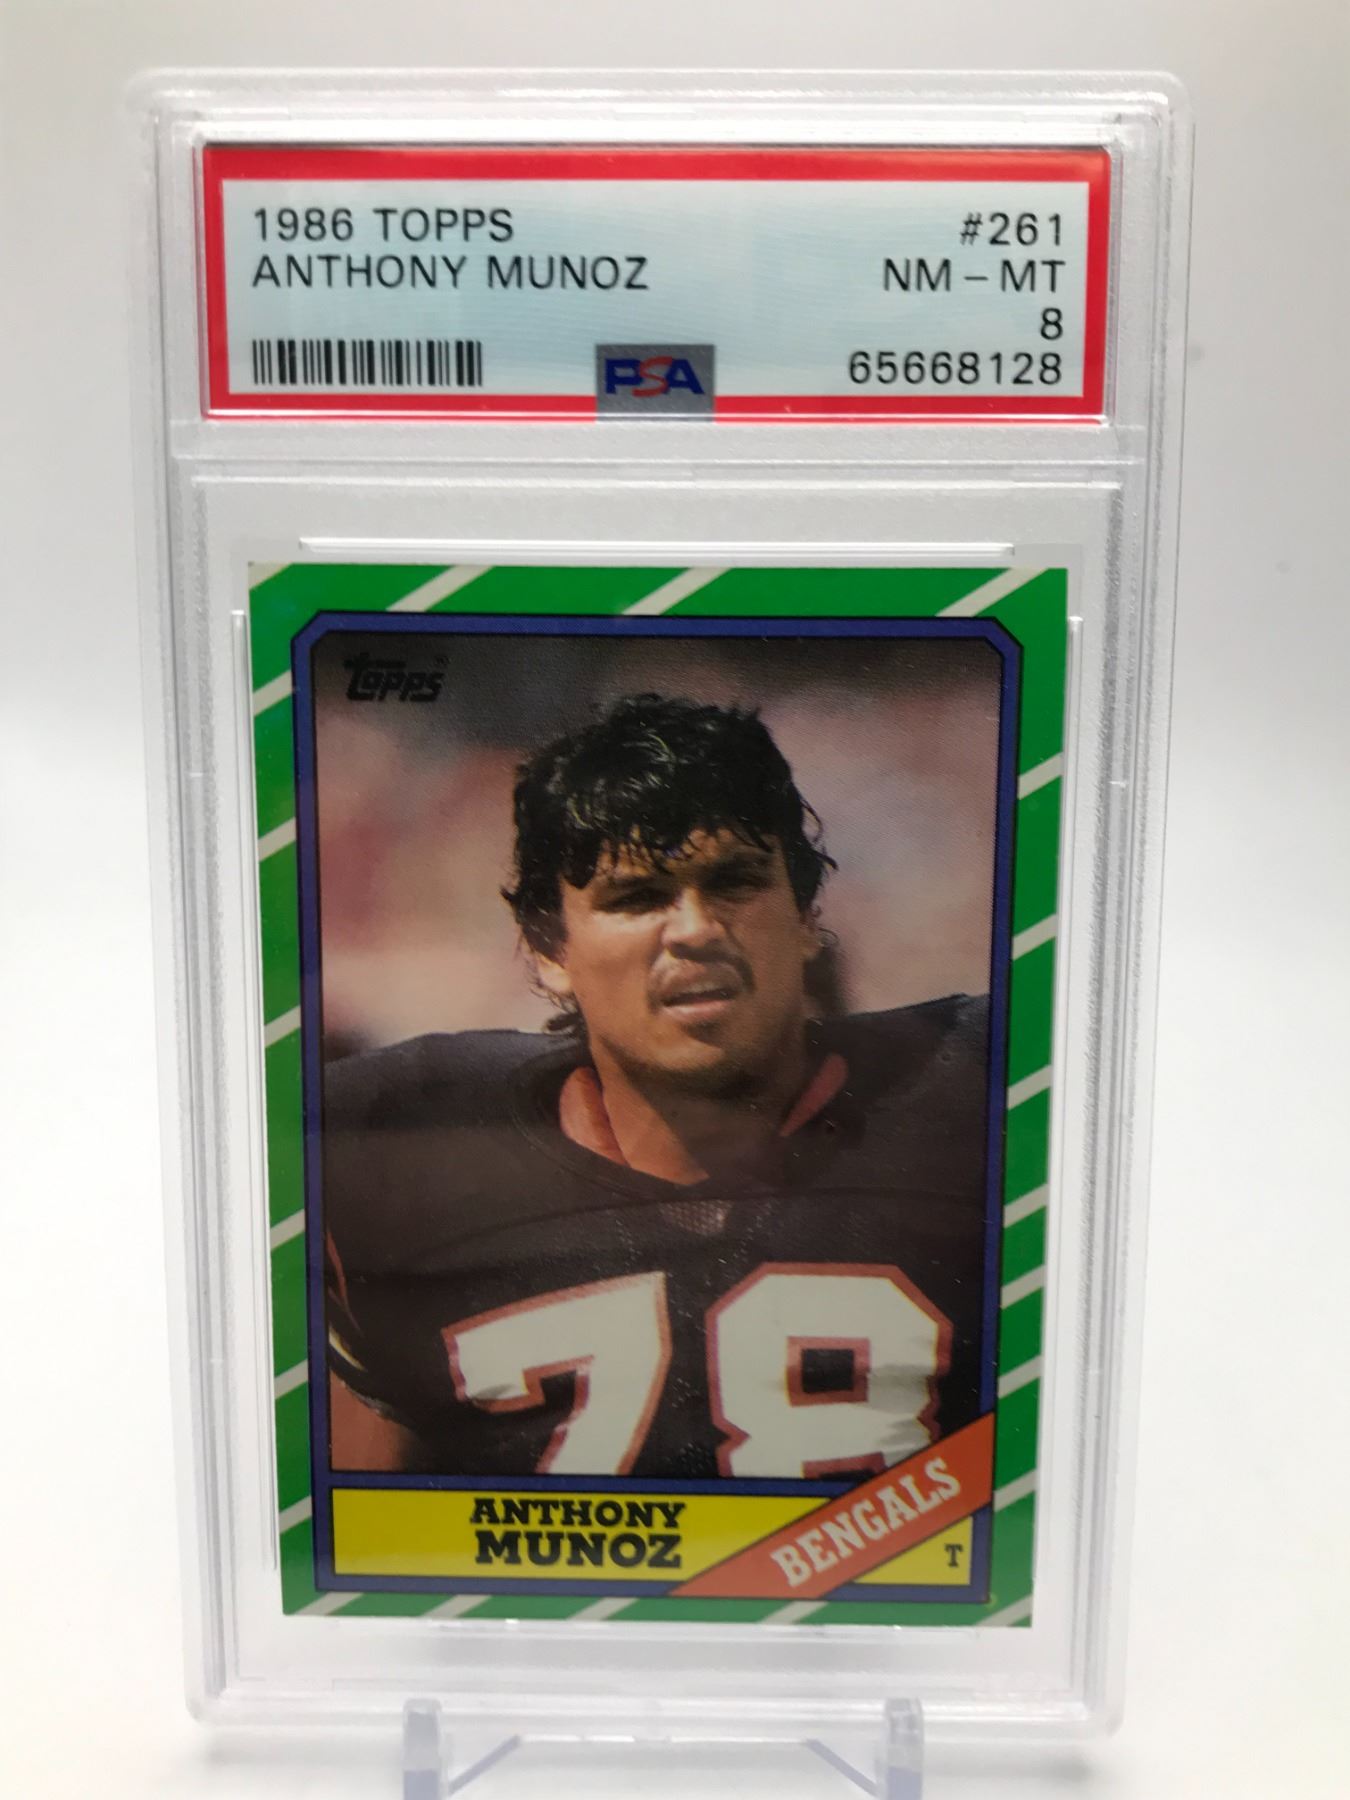 1986 TOPPS #261
ANTHONY MUNOZ NM - MT
8
PSA 65668128
topps
78
ANTHONY
MUNOZ
BENGALS
T